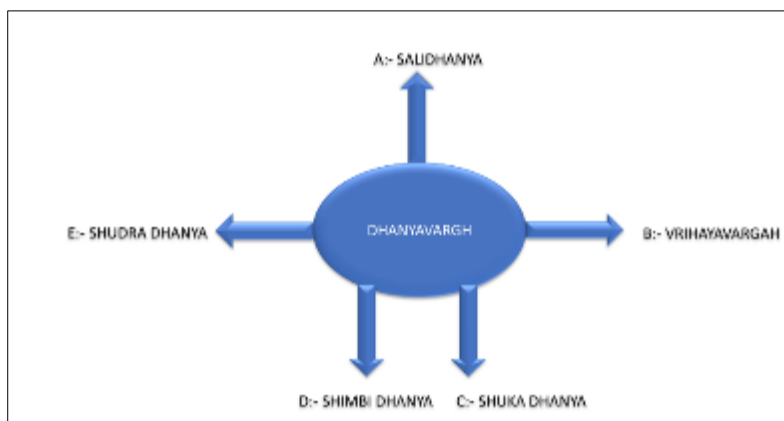 A:- SALIDHANYA
DHANYAVARGH
E:- SHUDRA DHANYA
B:- VRIHAYAVARGAH
D:- SHIMBI DHANYA
C:- SHUKA DHANYA